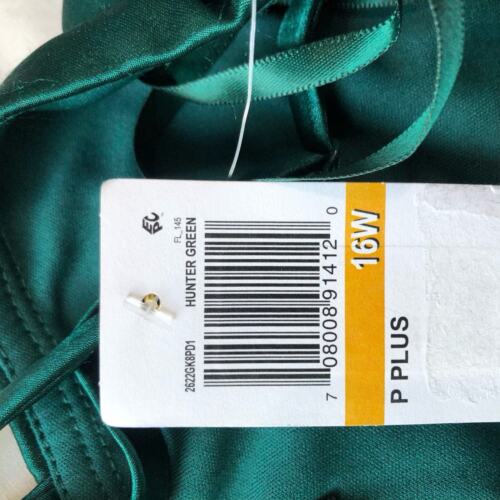 FL_145
HUNTER GREEN
2622GK8PD1
7 08008 91412 0
16W
P PLUS